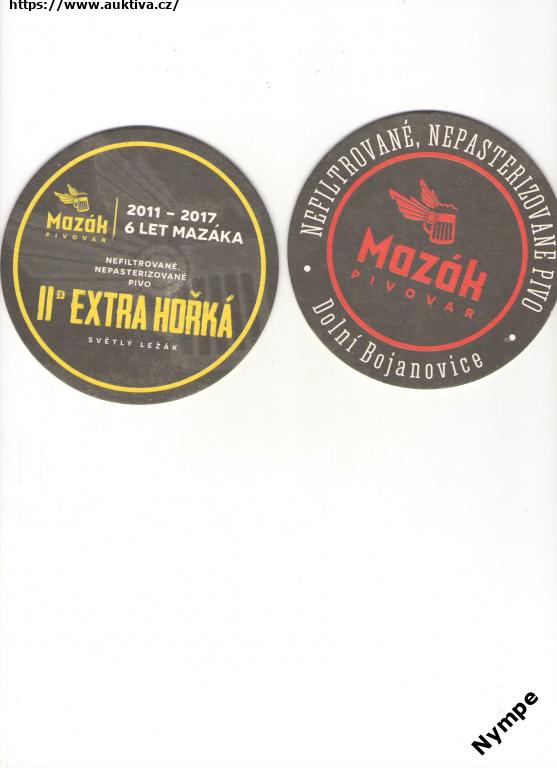 https://www.auktiva.cz/
Mazák
PIVOVAR
2011 – 2017
6 LET MAZÁKA
NEFILTROVANÉ,
NEPASTERIZOVANÉ
PIVO
11° EXTRA HOŘKÁ
SVĚTLÝ LEŽÁK
NEFILTROVANÉ, NEPASTERIZOVANÉ PIVO
Mazák
PIVOVAR
• Dolní Bojanovice •
Nympe